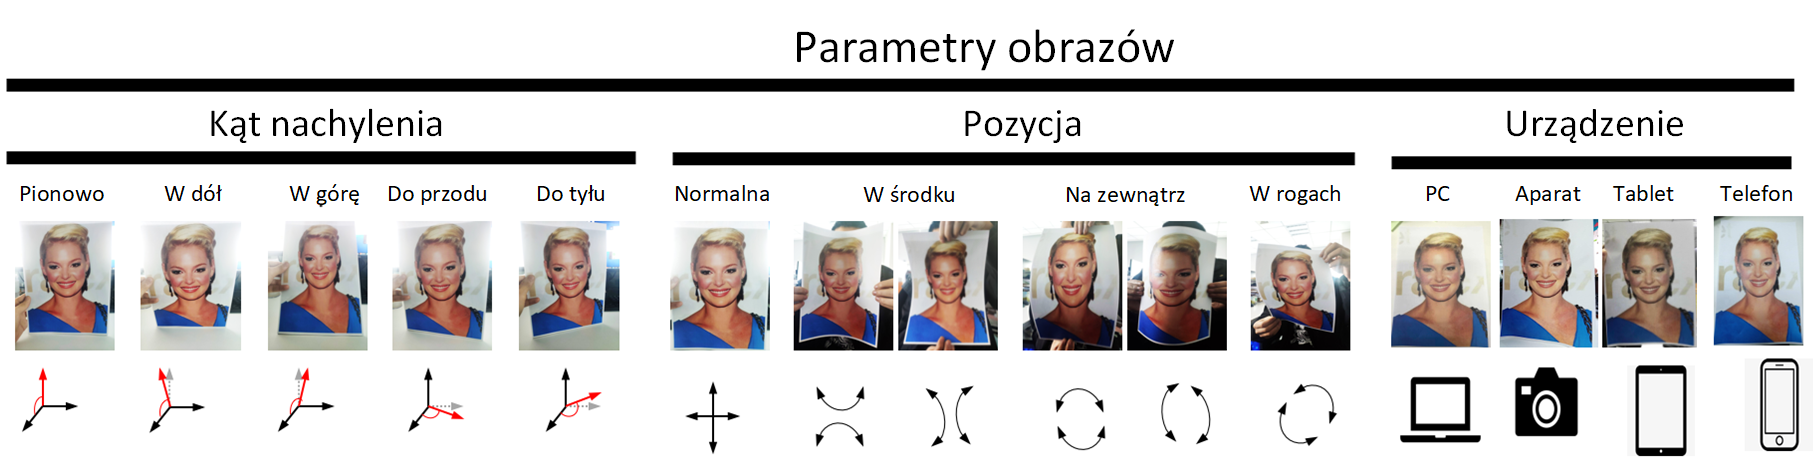 Parametry obrazów
Kąt nachylenia Pozycja Urządzenie
Pionowo W dół W górę Do przodu Do tyłu Normalna W środku Na zewnątrz W rogach PC Aparat Tablet Telefon